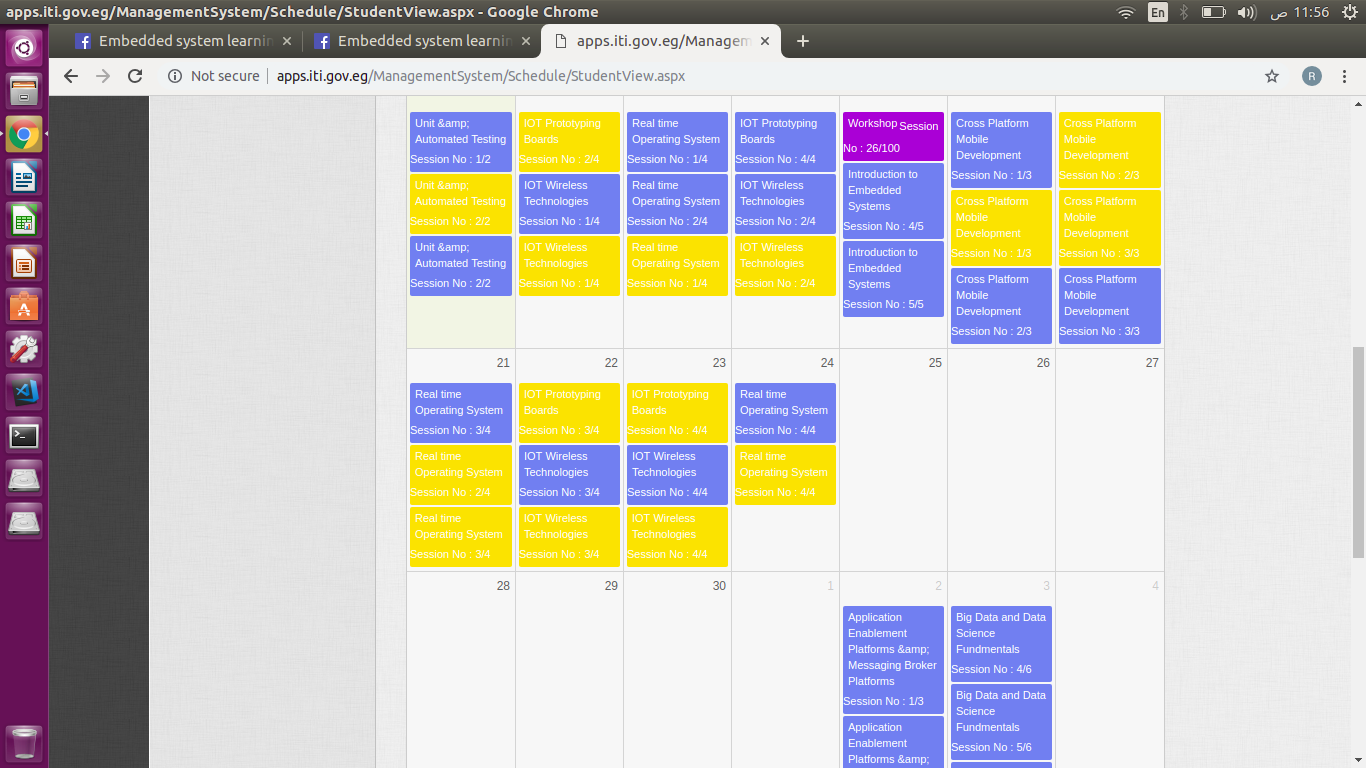 apps.iti.gov.eg/ManagementSystem/Schedule/StudentView.aspx - Google Chrome
En
ص 11:56
Embedded system learnin
Embedded system learnin
apps.iti.gov.eg/Managem
Not secure
apps.iti.gov.eg/ManagementSystem/Schedule/StudentView.aspx
R
Unit &amp;
Automated Testing
Session No : 1/2
Unit &amp;
Automated Testing
Session No : 2/2
Unit &amp;
Automated Testing
Session No : 2/2
IOT Prototyping
Boards
Session No : 2/4
IOT Wireless
Technologies
Session No : 1/4
IOT Wireless
Technologies
Session No : 1/4
Real time
Operating System
Session No : 1/4
Real time
Operating System
Session No : 2/4
Real time
Operating System
Session No : 1/4
IOT Prototyping
Boards
Session No : 4/4
IOT Wireless
Technologies
Session No : 2/4
IOT Wireless
Technologies
Session No : 2/4
Workshop Session
No : 26/100
Introduction to
Embedded
Systems
Session No : 4/5
Introduction to
Embedded
Systems
Session No : 5/5
Cross Platform
Mobile
Development
Session No : 1/3
Cross Platform
Mobile
Development
Session No : 1/3
Cross Platform
Mobile
Development
Session No : 2/3
Cross Platform
Mobile
Development
Session No : 2/3
Cross Platform
Mobile
Development
Session No : 3/3
Cross Platform
Mobile
Development
Session No : 3/3
21 22 23 24 25 26 27
Real time
Operating System
Session No : 3/4
Real time
Operating System
Session No : 2/4
Real time
Operating System
Session No : 3/4
IOT Prototyping
Boards
Session No : 3/4
IOT Wireless
Technologies
Session No : 3/4
IOT Wireless
Technologies
Session No : 3/4
IOT Prototyping
Boards
Session No : 4/4
IOT Wireless
Technologies
Session No : 4/4
IOT Wireless
Technologies
Session No : 4/4
Real time
Operating System
Session No : 4/4
Real time
Operating System
Session No : 4/4
28 29 30 1 2 3 4
Application
Enablement
Platforms &amp;
Messaging Broker
Platforms
Session No : 1/3
Application
Enablement
Platforms &amp;
Big Data and Data
Science
Fundmentals
Session No : 4/6
Big Data and Data
Science
Fundmentals
Session No : 5/6